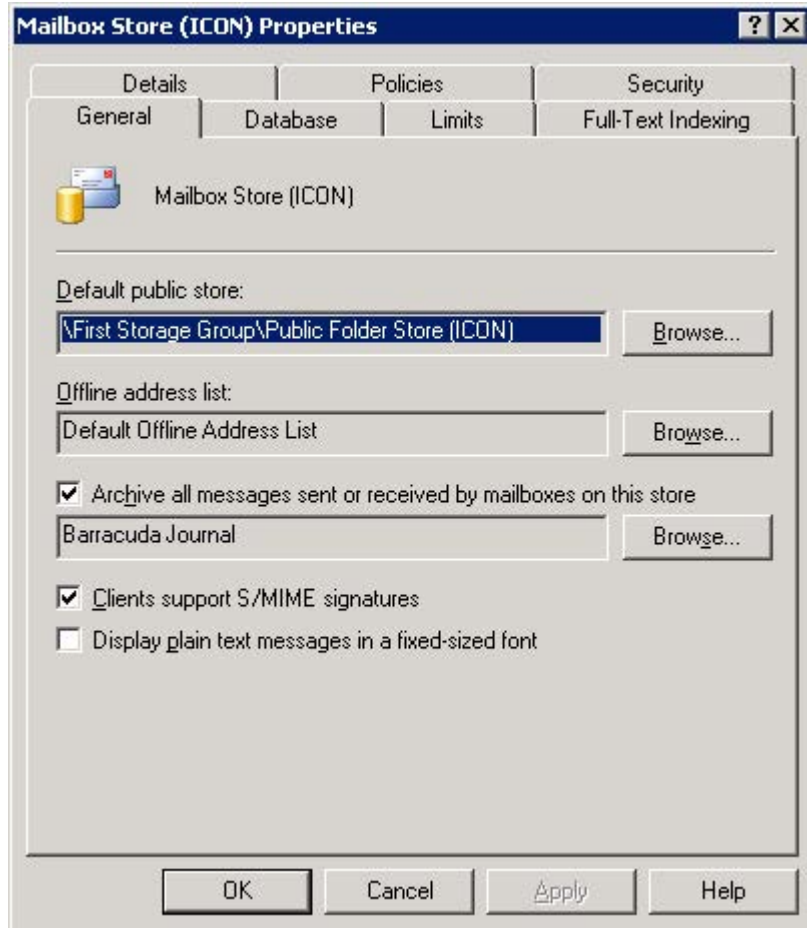 Mailbox Store (ICON) Properties
Details Policies Security
General Database Limits Full-Text Indexing
Mailbox Store (ICON)
Default public store:
\First Storage Group\Public Folder Store (ICON)
Browse...
Offline address list:
Default Offline Address List
Browse...
Archive all messages sent or received by mailboxes on this store
Barracuda Journal
Browse...
Clients support S/MIME signatures
Display plain text messages in a fixed-sized font
OK Cancel Apply Help